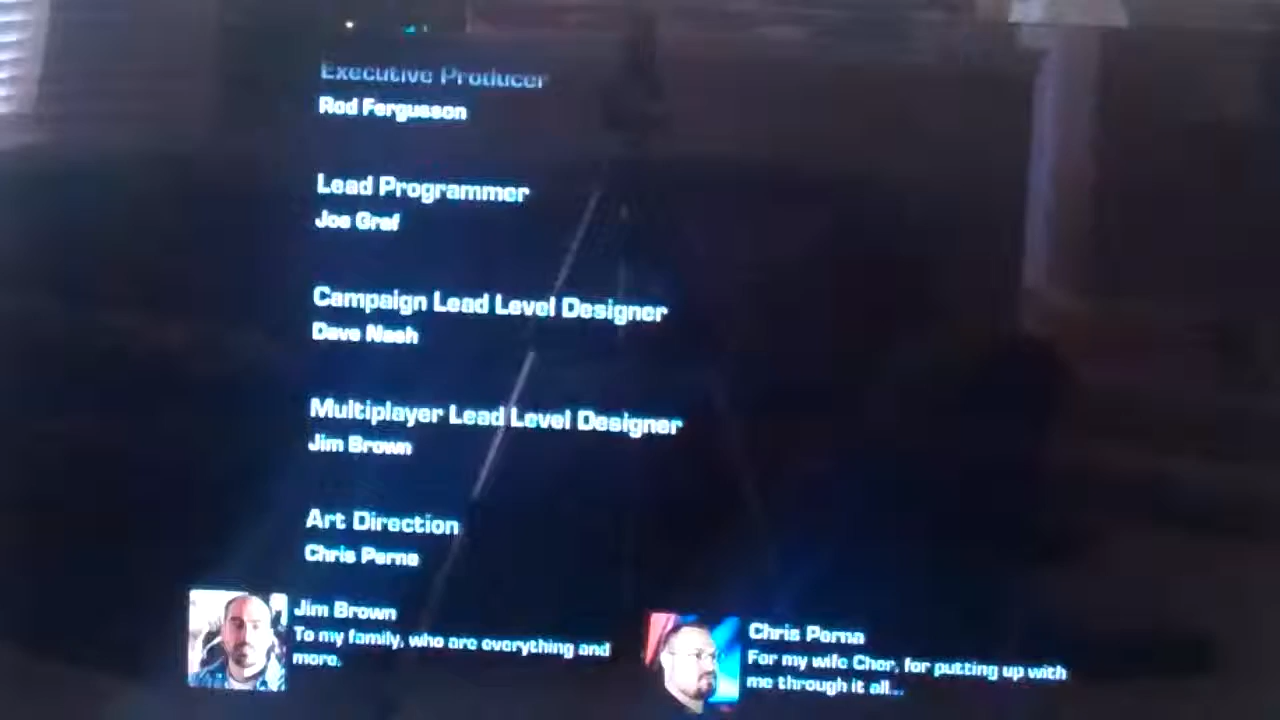 Executive Producer
Rod Fergusson
Lead Programmer
Joe Graf
Campaign Lead Level Designer
Dave Nash
Multiplayer Lead Level Designer
Jim Brown
Art Direction
Chris Perna
Jim Brown
To my family, who are everything and
more.
Chris Perna
For my wife Cher, for putting up with
me through it all...